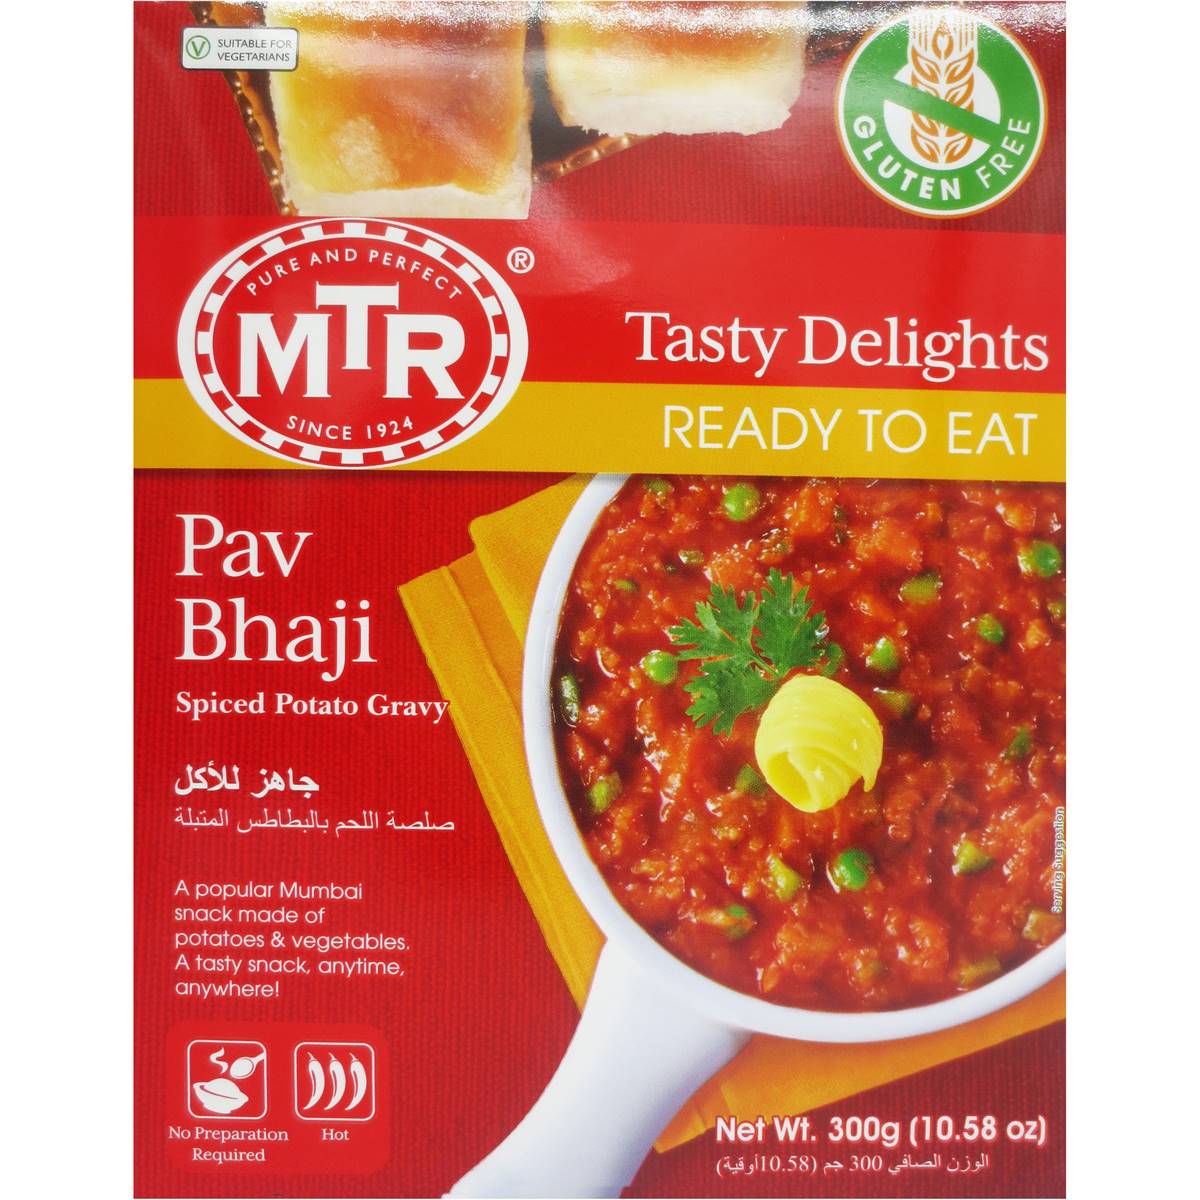 SUITABLE FOR
VEGETARIANS
GLUTEN FREE
PURE AND PERFECT
MTR
®
SINCE 1924
Tasty Delights
READY TO EAT
Pav
Bhaji
Spiced Potato Gravy
جاهز للأكل
صلصة اللحم بالبطاطس المتبلة
A popular Mumbai
snack made of
potatoes & vegetables.
A tasty snack, anytime,
anywhere!
No Preparation
Required
Hot
Serving Suggestion
Net Wt. 300g (10.58 oz)
الوزن الصافي 300 جم (10.58أوقية)